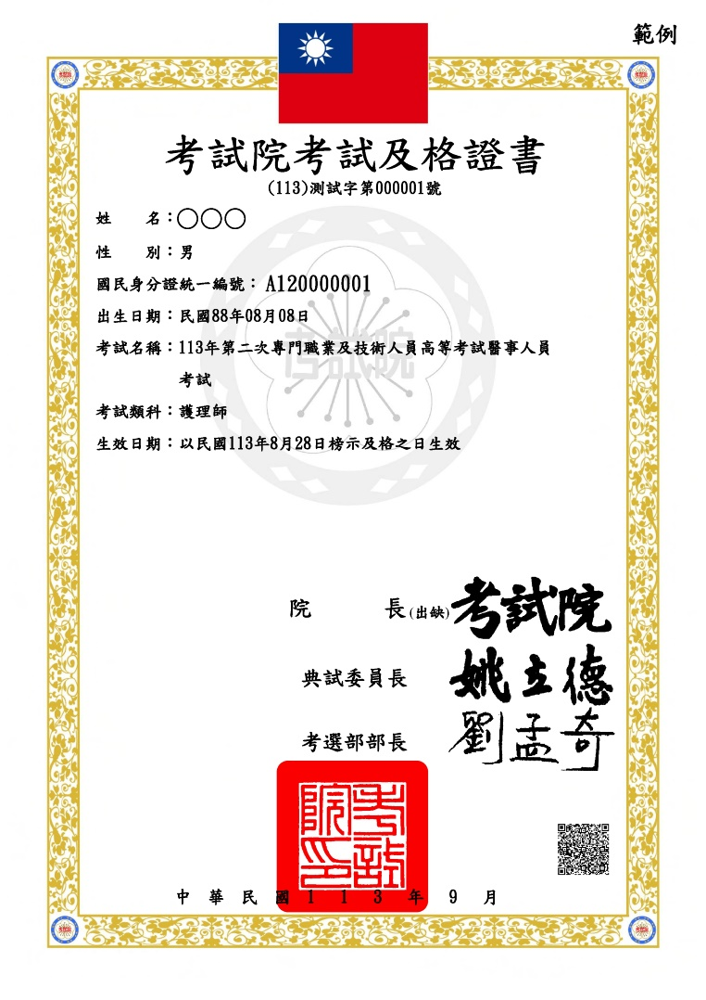 範例
考試院考試及格證書
(113)測試字第000001號
姓　　名：○○○
性　　別：男
國民身分證統一編號：A120000001
出生日期：民國88年08月08日
考試名稱：113年第二次專門職業及技術人員高等考試醫事人員
考試
考試類科：護理師
生效日期：以民國113年8月28日榜示及格之日生效
考試院
院　　　長(出缺)考試院
典試委員長 姚立德
考選部部長 劉孟奇
考試院印
中華民國113年9月